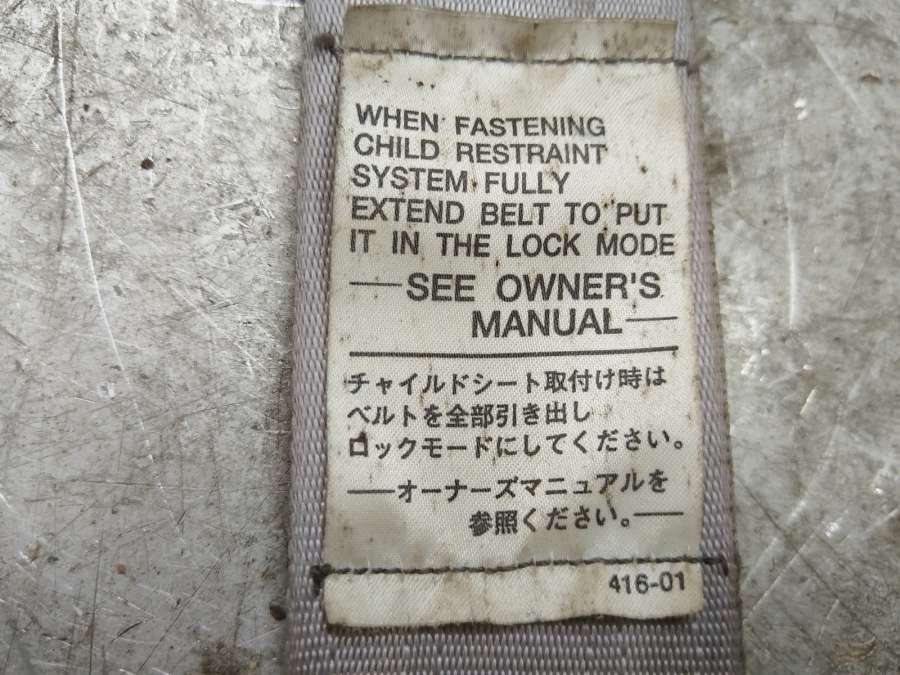 WHEN FASTENING
CHILD RESTRAINT
SYSTEM FULLY
EXTEND BELT TO PUT
IT IN THE LOCK MODE
—SEE OWNER'S
MANUAL—
チャイルドシート取付け時は
ベルトを全部引き出し
ロックモードにしてください。
—オーナーズマニュアルを
参照ください。—
416-01